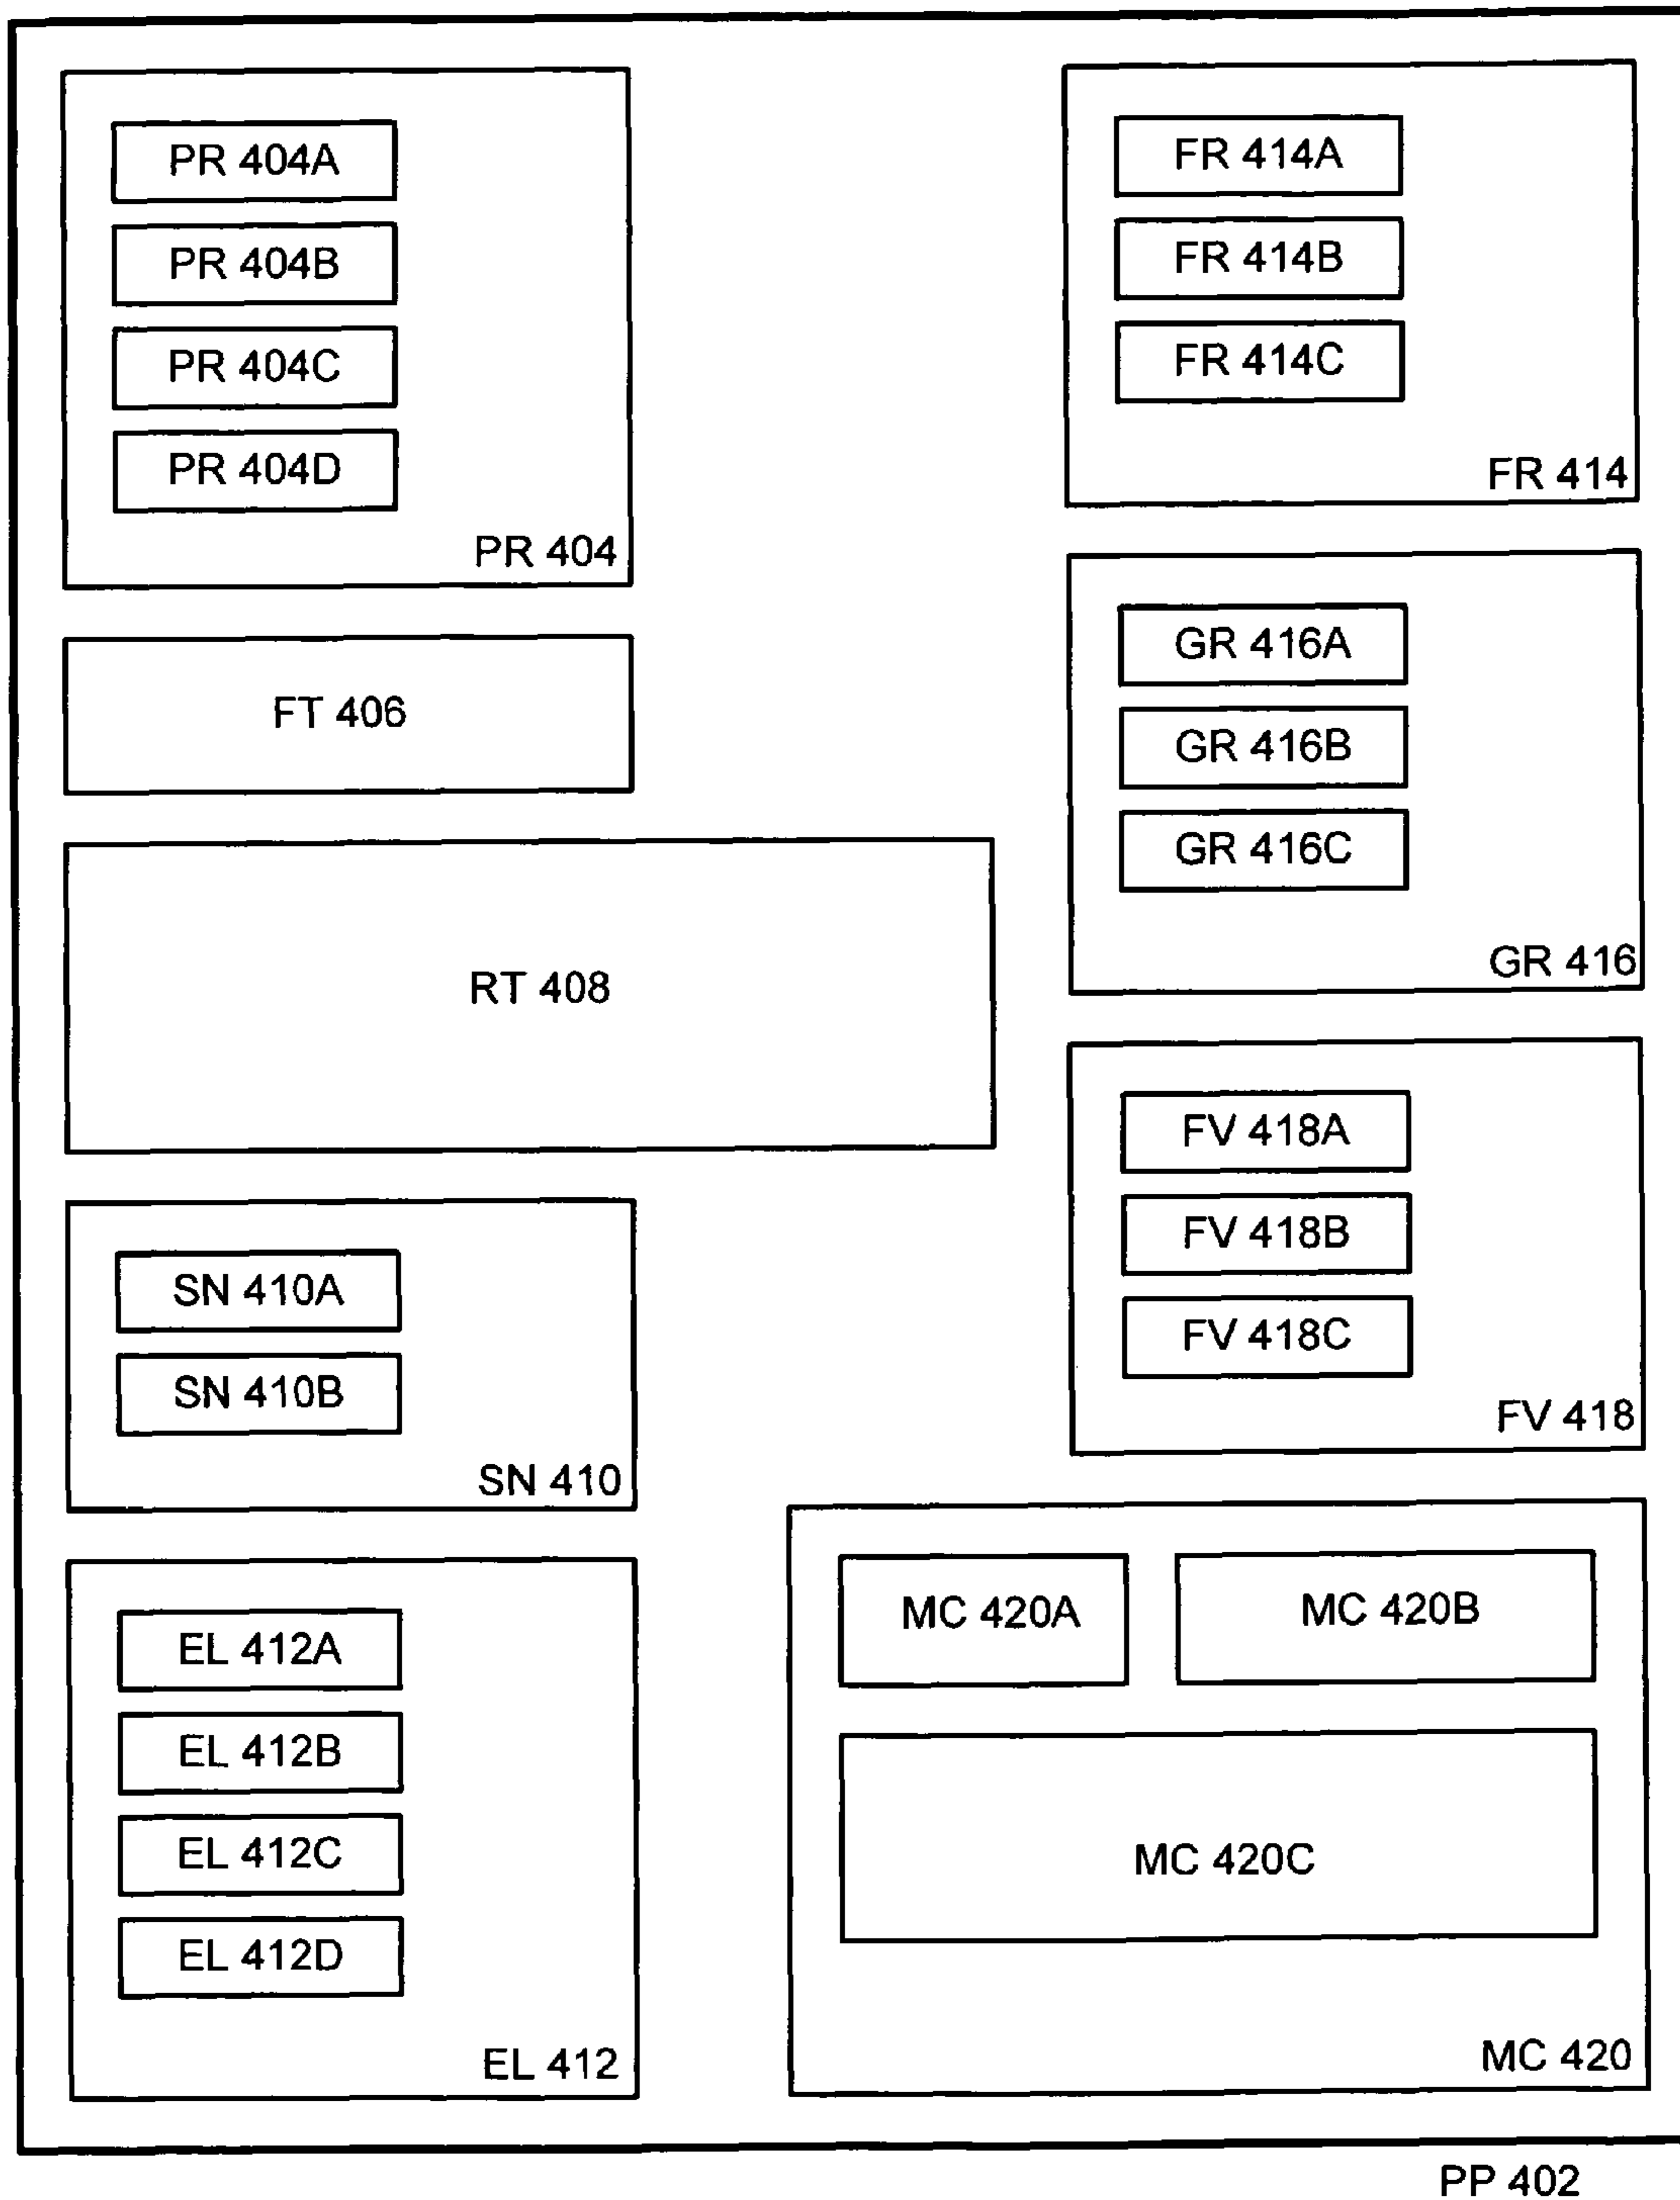 PR 404A
PR 404B
PR 404C
PR 404D
PR 404
FT 406
RT 408
SN 410A
SN 410B
SN 410
EL 412A
EL 412B
EL 412C
EL 412D
EL 412
FR 414A
FR 414B
FR 414C
FR 414
GR 416A
GR 416B
GR 416C
GR 416
FV 418A
FV 418B
FV 418C
FV 418
MC 420A
MC 420B
MC 420C
MC 420
PP 402